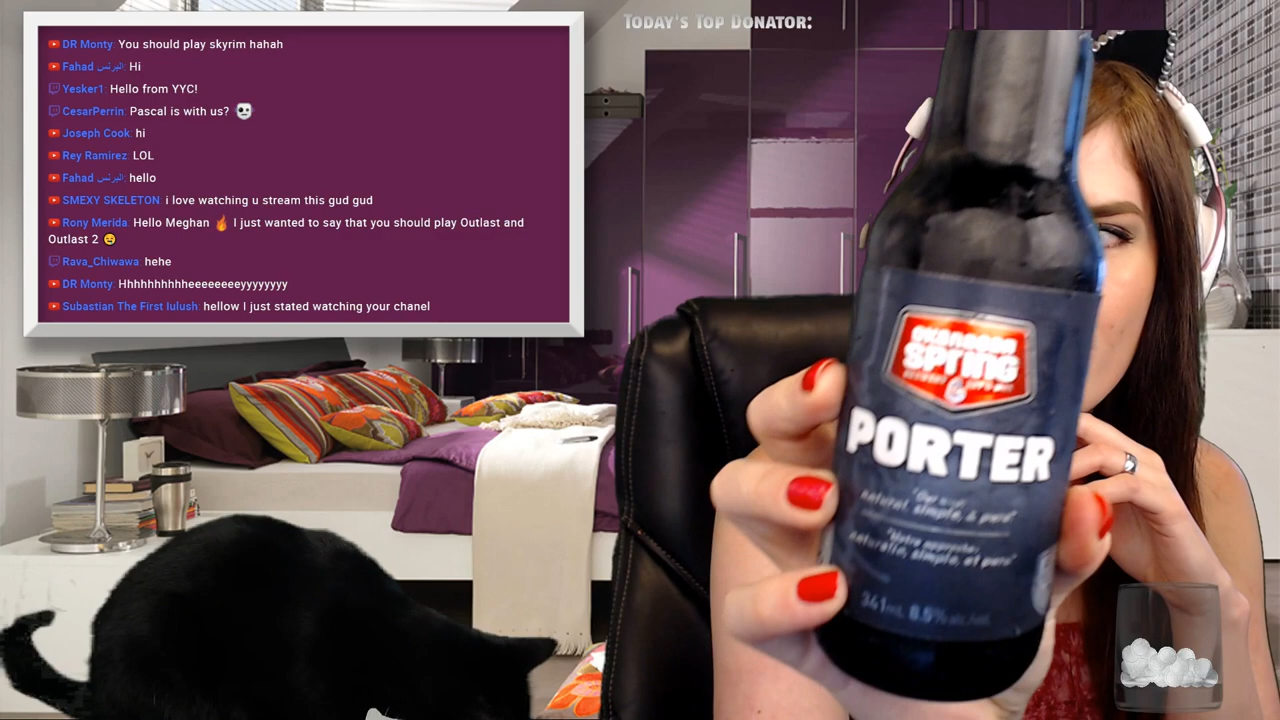 Today's Top Donator:
DR Monty: You should play skyrim hahah
Fahad البرنس: Hi
Yesker1: Hello from YYC!
CesarPerrin: Pascal is with us?
Joseph Cook: hi
Rey Ramirez: LOL
Fahad البرنس: hello
SMEXY SKELETON: i love watching u stream this gud gud
Rony Merida: Hello Meghan 🔥 I just wanted to say that you should play Outlast and
Outlast 2 😑
Rava_Chiwawa: hehe
DR Monty: Hhhhhhhhhheeeeeeeeyyyyyyyy
Subastian The First lulush: hellow I just stated watching your chanel
OKANAGAN
SPRING
PORTER
natural, simple, & pure"
naturelle, simple, et pure"
341mL 8.5% alc./vol.